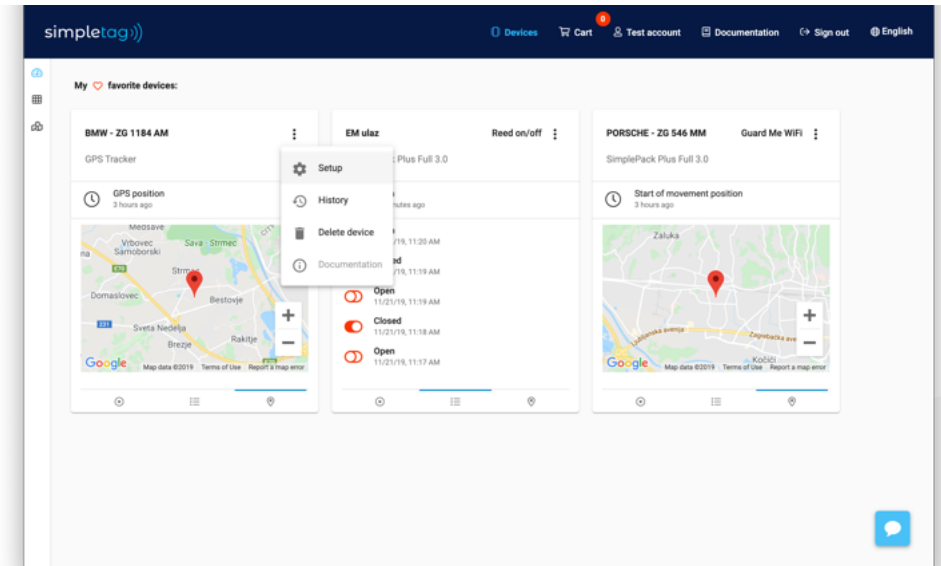 simpletag
Devices
Cart
0
Test account
Documentation
Sign out
English
My favorite devices:
BMW - ZG 1184 AM
GPS Tracker
GPS position
3 hours ago
Medsave
Vrbovec
Samoborski
Sava
Strmec
na
E70
Strmec
Domaslovec
Bestovje
231
Sveta Nedelja
Brezje
Rakitje
+
−
Google
Map data ©2019 Terms of Use Report a map error
Setup
History
Delete device
Documentation
EM ulaz
Reed on/off
Plus Full 3.0
nutes ago
/19, 11:20 AM
ed
/19, 11:19 AM
Open
11/21/19, 11:19 AM
Closed
11/21/19, 11:18 AM
Open
11/21/19, 11:17 AM
PORSCHE - ZG 546 MM
Guard Me WiFi
SimplePack Plus Full 3.0
Start of movement position
3 hours ago
Zaluka
Ljubljanska avenija
Zagrebačka ave
Kočići
+
−
Google
Map data ©2019 Terms of Use Report a map error